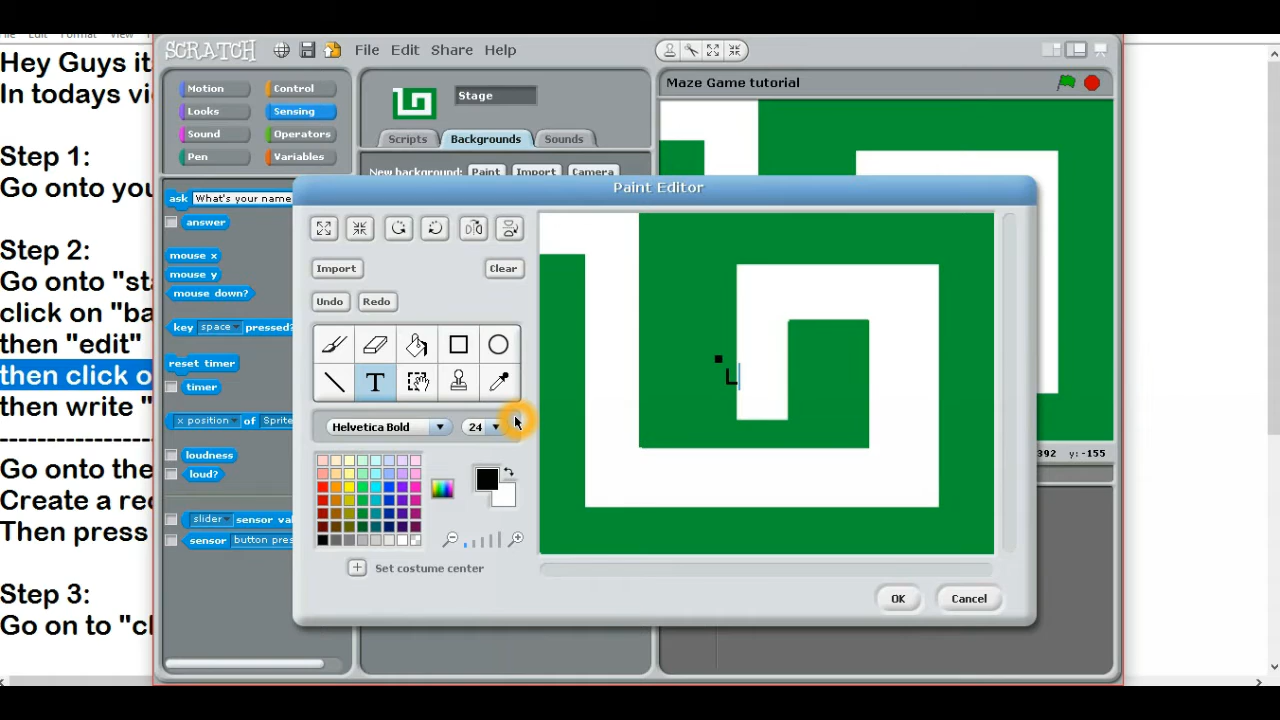 Hey Guys it
In todays vi
Step 1:
Go onto you
Step 2:
Go onto "sta
click on "ba
then "edit"
then click o
then write "
Go onto the
Create a rec
Then press
Step 3:
Go on to "cl
SCRATCH
File Edit Share Help
Motion Control
Looks Sensing
Sound Operators
Pen Variables
Stage
Scripts Backgrounds Sounds
New background: Paint Import Camera
Maze Game tutorial
ask What's your name
answer
mouse x
mouse y
mouse down?
key space pressed?
reset timer
timer
x position of Sprite
loudness
loud?
slider sensor val
sensor button pres
Paint Editor
Import Clear
Undo Redo
T
Helvetica Bold 24
Set costume center
L
OK Cancel
392 y: -155